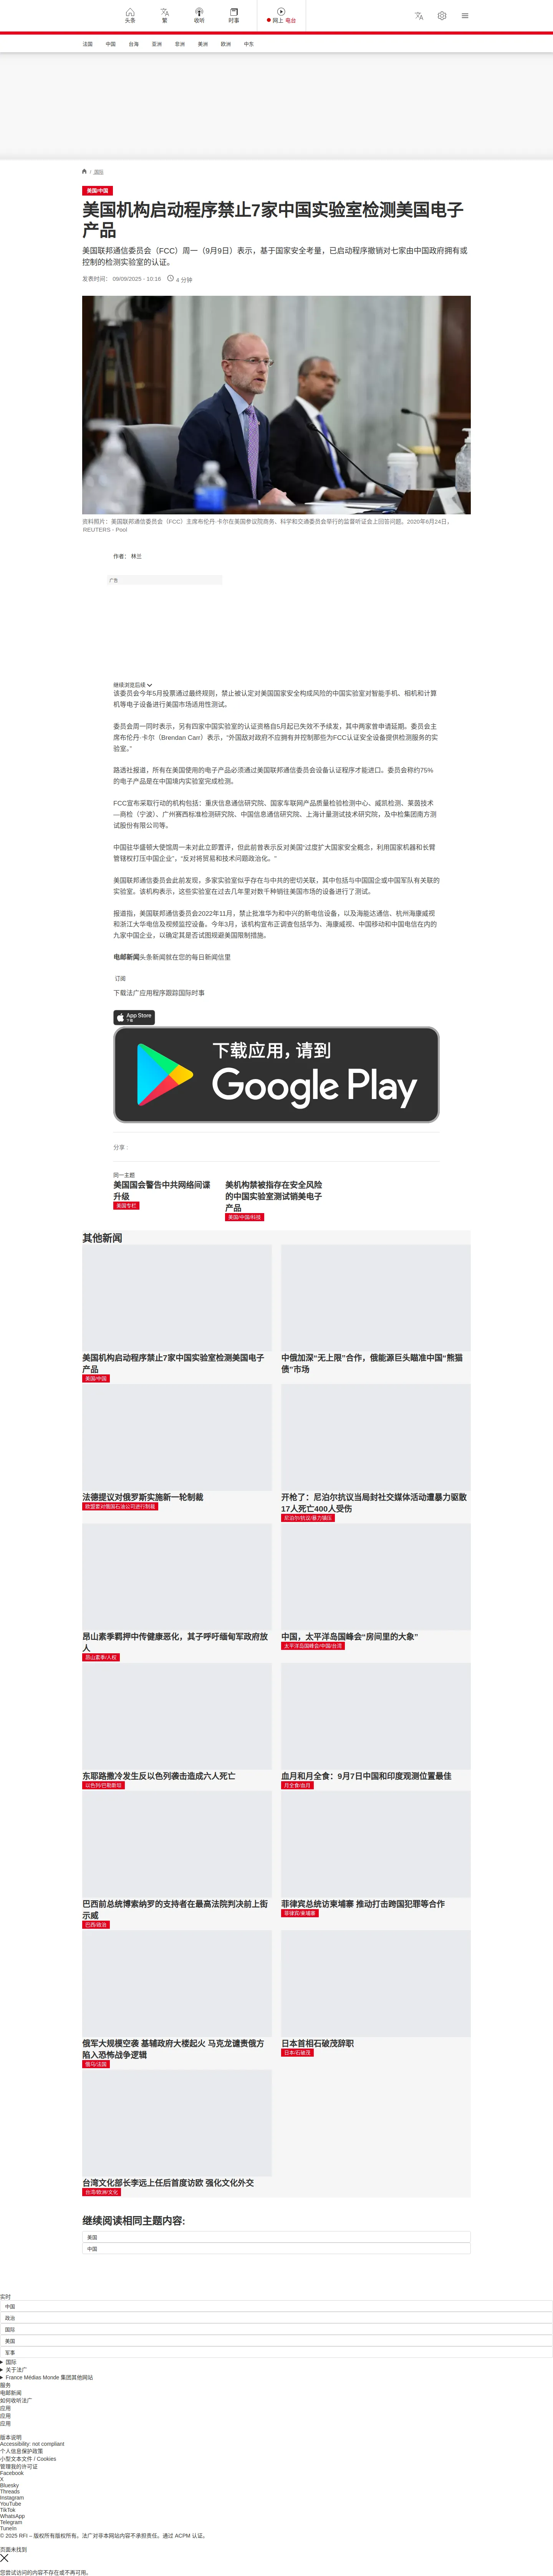 头条
繁
收听
时事
网上 电台
法国
中国
台海
亚洲
非洲
美洲
欧洲
中东
国际
美国/中国
美国机构启动程序禁止7家中国实验室检测美国电子
产品
美国联邦通信委员会（FCC）周一（9月9日）表示，基于国家安全考量，已启动程序撤销对七家由中国政府拥有或
控制的检测实验室的认证。
发表时间： 09/09/2025 - 10:16 4 分钟
资料照片：美国联邦通信委员会（FCC）主席布伦丹·卡尔在美国参议院商务、科学和交通委员会举行的监督听证会上回答问题。2020年6月24日。
REUTERS - Pool
作者： 林兰
广告
继续浏览后续
该委员会今年5月投票通过最终规则，禁止被认定对美国国家安全构成风险的中国实验室对智能手机、相机和计算
机等电子设备进行美国市场适用性测试。
委员会周一同时表示，另有四家中国实验室的认证资格自5月起已失效不予续发，其中两家曾申请延期。委员会主
席布伦丹·卡尔（Brendan Carr）表示，“外国敌对政府不应拥有并控制那些为FCC认证安全设备提供检测服务的实
验室。”
路透社报道，所有在美国使用的电子产品必须通过美国联邦通信委员会设备认证程序才能进口。委员会称约75%
的电子产品是在中国境内实验室完成检测。
FCC宣布采取行动的机构包括：重庆信息通信研究院、国家车联网产品质量检验检测中心、威凯检测、莱茵技术
—商检（宁波）、广州赛西标准检测研究院、中国信息通信研究院、上海计量测试技术研究院，及中检集团南方测
试股份有限公司等。
中国驻华盛顿大使馆周一未对此立即置评，但此前曾表示反对美国“过度扩大国家安全概念，利用国家机器和长臂
管辖权打压中国企业”，“反对将贸易和技术问题政治化。”
美国联邦通信委员会此前发现，多家实验室似乎存在与中共的密切关联，其中包括与中国国企或中国军队有关联的
实验室。该机构表示，这些实验室在过去几年里对数千种销往美国市场的设备进行了测试。
报道指，美国联邦通信委员会2022年11月，禁止批准华为和中兴的新电信设备，以及海能达通信、杭州海康威视
和浙江大华电信及视频监控设备。今年3月，该机构宣布正调查包括华为、海康威视、中国移动和中国电信在内的
九家中国企业，以确定其是否试图规避美国限制措施。
电邮新闻头条新闻就在您的每日新闻信里
订阅
下载法广应用程序跟踪国际时事
App Store
下载
下载应用，请到
Google Play
分享 :
同一主题
美国国会警告中共网络间谍
升级
美国专栏
美机构禁被指存在安全风险
的中国实验室测试销美电子
产品
美国/中国/科技
其他新闻
美国机构启动程序禁止7家中国实验室检测美国电子
产品
美国/中国
中俄加深“无上限”合作，俄能源巨头瞄准中国“熊猫
债”市场
法德提议对俄罗斯实施新一轮制裁
欧盟要对俄国石油公司进行制裁
开枪了：尼泊尔抗议当局封社交媒体活动遭暴力驱散
17人死亡400人受伤
尼泊尔/抗议/暴力镇压
昂山素季羁押中传健康恶化，其子呼吁缅甸军政府放
人
昂山素季/人权
中国，太平洋岛国峰会“房间里的大象”
太平洋岛国峰会/中国/台湾
东耶路撒冷发生反以色列袭击造成六人死亡
以色列/巴勒斯坦
血月和月全食：9月7日中国和印度观测位置最佳
月全食/血月
巴西前总统博索纳罗的支持者在最高法院判决前上街
示威
巴西/政治
菲律宾总统访柬埔寨 推动打击跨国犯罪等合作
菲律宾/柬埔寨
俄军大规模空袭 基辅政府大楼起火 马克龙谴责俄方
陷入恐怖战争逻辑
俄乌/法国
日本首相石破茂辞职
日本/石破茂
台湾文化部长李远上任后首度访欧 强化文化外交
台湾/欧洲/文化
继续阅读相同主题内容:
美国
中国
实时
中国
政治
国际
美国
军事
国际
关于法广
France Médias Monde 集团其他网站
服务
电邮新闻
如何收听法广
应用
应用
应用
版本说明
Accessibility: not compliant
个人信息保护政策
小型文本文件 / Cookies
管理我的许可证
Facebook
X
Bluesky
Threads
Instagram
YouTube
TikTok
WhatsApp
Telegram
TuneIn
© 2025 RFI – 版权所有版权所有。法广对非本网站内容不承担责任。通过 ACPM 认证。
页面未找到
您尝试访问的内容不存在或不再可用。